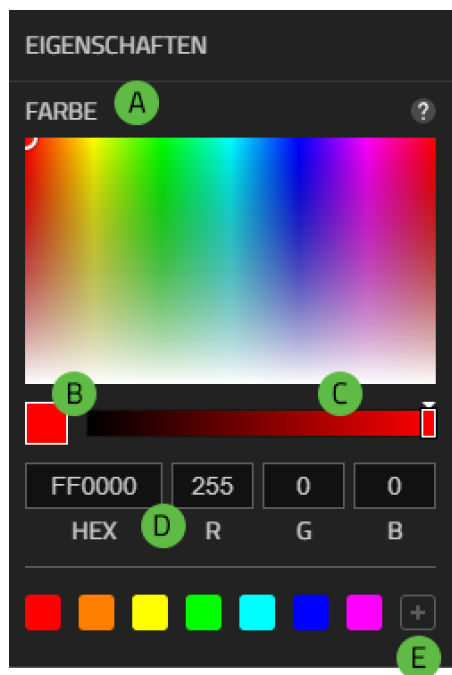 EIGENSCHAFTEN
FARBE A ?
B C
FF0000 255 0 0
HEX D R G B
+
E